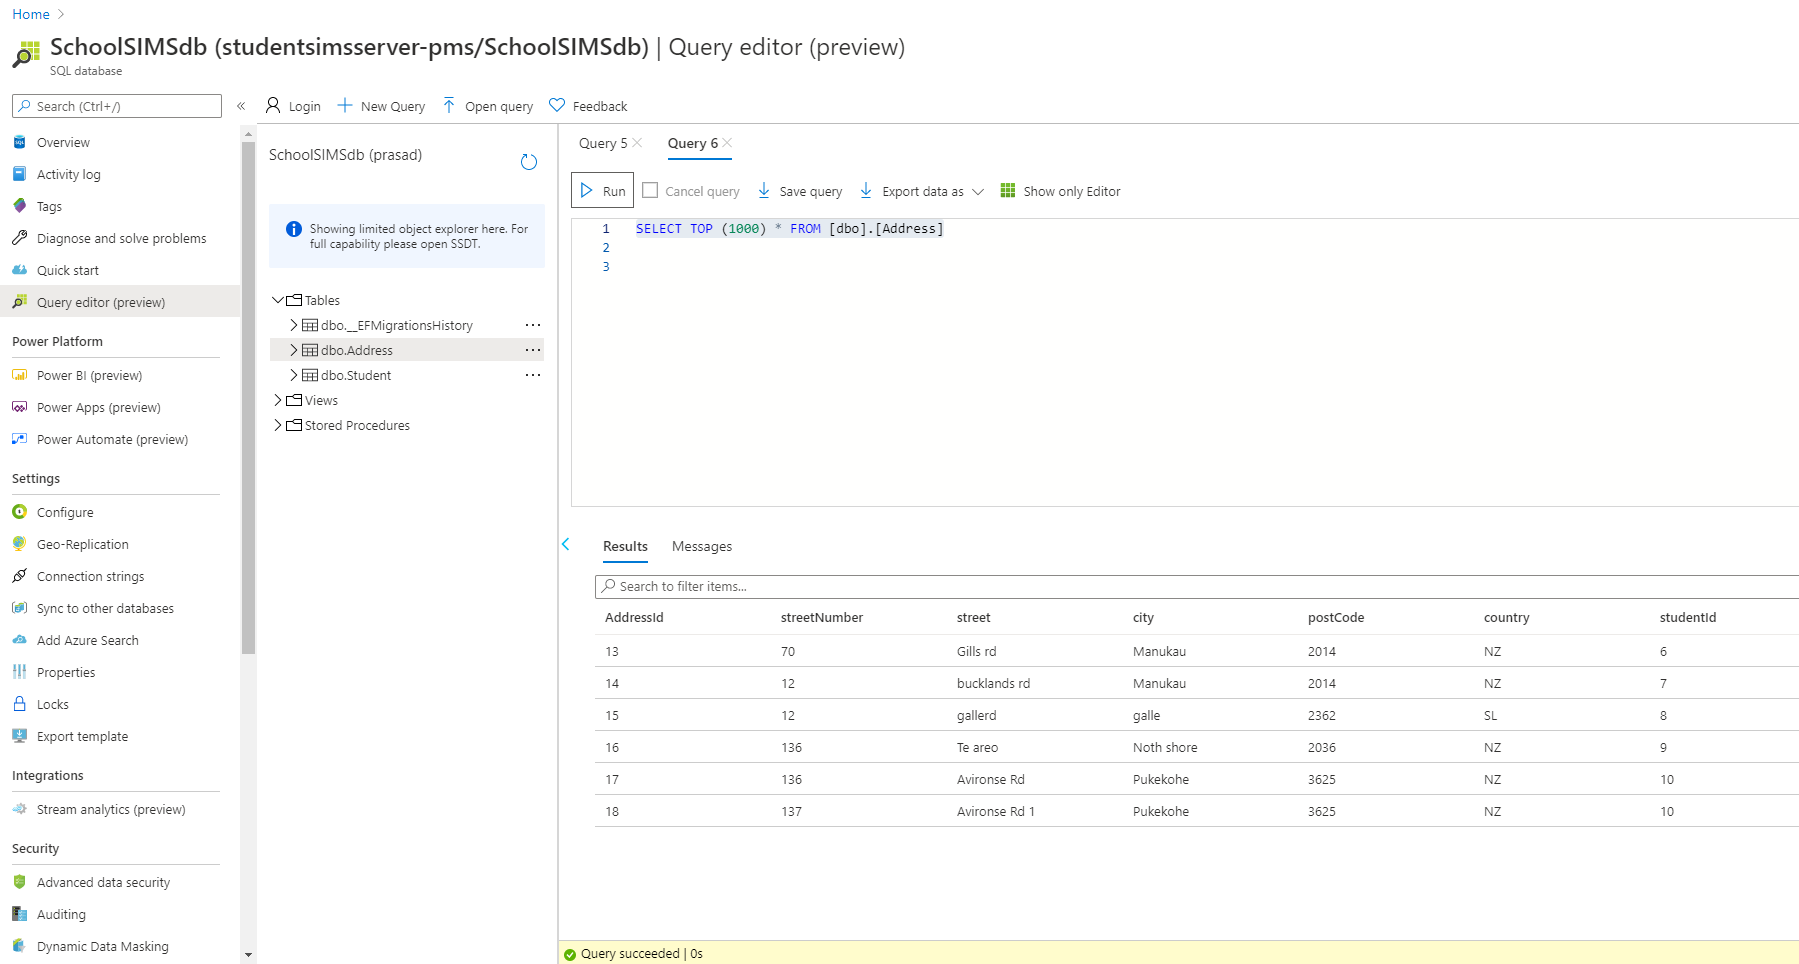 Home
SchoolSIMSdb (studentsimsserver-pms/SchoolSIMSdb) | Query editor (preview)
SQL database
Search (Ctrl+/)
«
Login
New Query
Open query
Feedback
Overview
Activity log
Tags
Diagnose and solve problems
Quick start
Query editor (preview)
Power Platform
Power BI (preview)
Power Apps (preview)
Power Automate (preview)
Settings
Configure
Geo-Replication
Connection strings
Sync to other databases
Add Azure Search
Properties
Locks
Export template
Integrations
Stream analytics (preview)
Security
Advanced data security
Auditing
Dynamic Data Masking
SchoolSIMSdb (prasad)
Showing limited object explorer here. For
full capability please open SSDT.
Tables
dbo.__EFMigrationsHistory ...
dbo.Address ...
dbo.Student ...
Views
Stored Procedures
Query 5
Query 6
Run
Cancel query
Save query
Export data as
Show only Editor
1 SELECT TOP (1000) * FROM [dbo].[Address]
2
3
Results
Messages
Search to filter items...
AddressId streetNumber street city postCode country studentId
13 70 Gills rd Manukau 2014 NZ 6
14 12 bucklands rd Manukau 2014 NZ 7
15 12 gallerd galle 2362 SL 8
16 136 Te areo Noth shore 2036 NZ 9
17 136 Avironse Rd Pukekohe 3625 NZ 10
18 137 Avironse Rd 1 Pukekohe 3625 NZ 10
Query succeeded | 0s